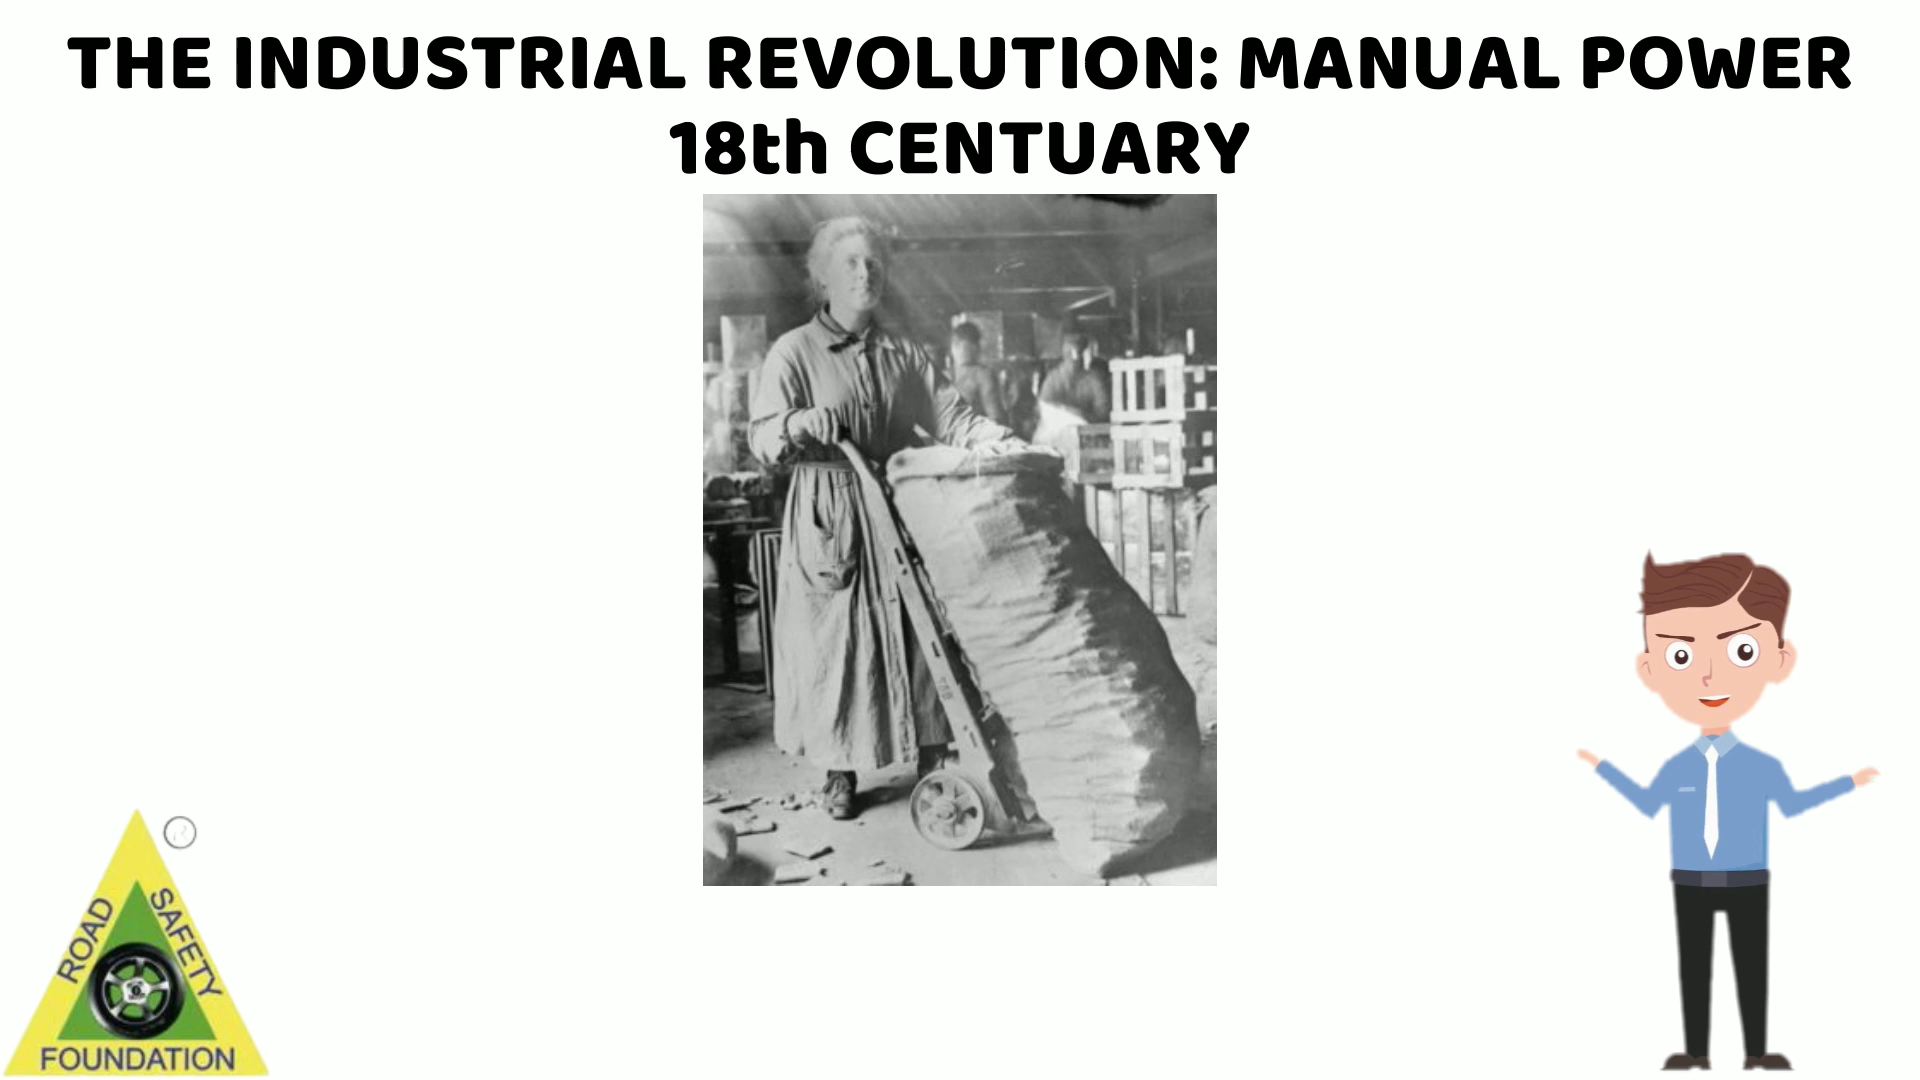 THE INDUSTRIAL REVOLUTION: MANUAL POWER
18th CENTUARY
ROAD SAFETY
FOUNDATION